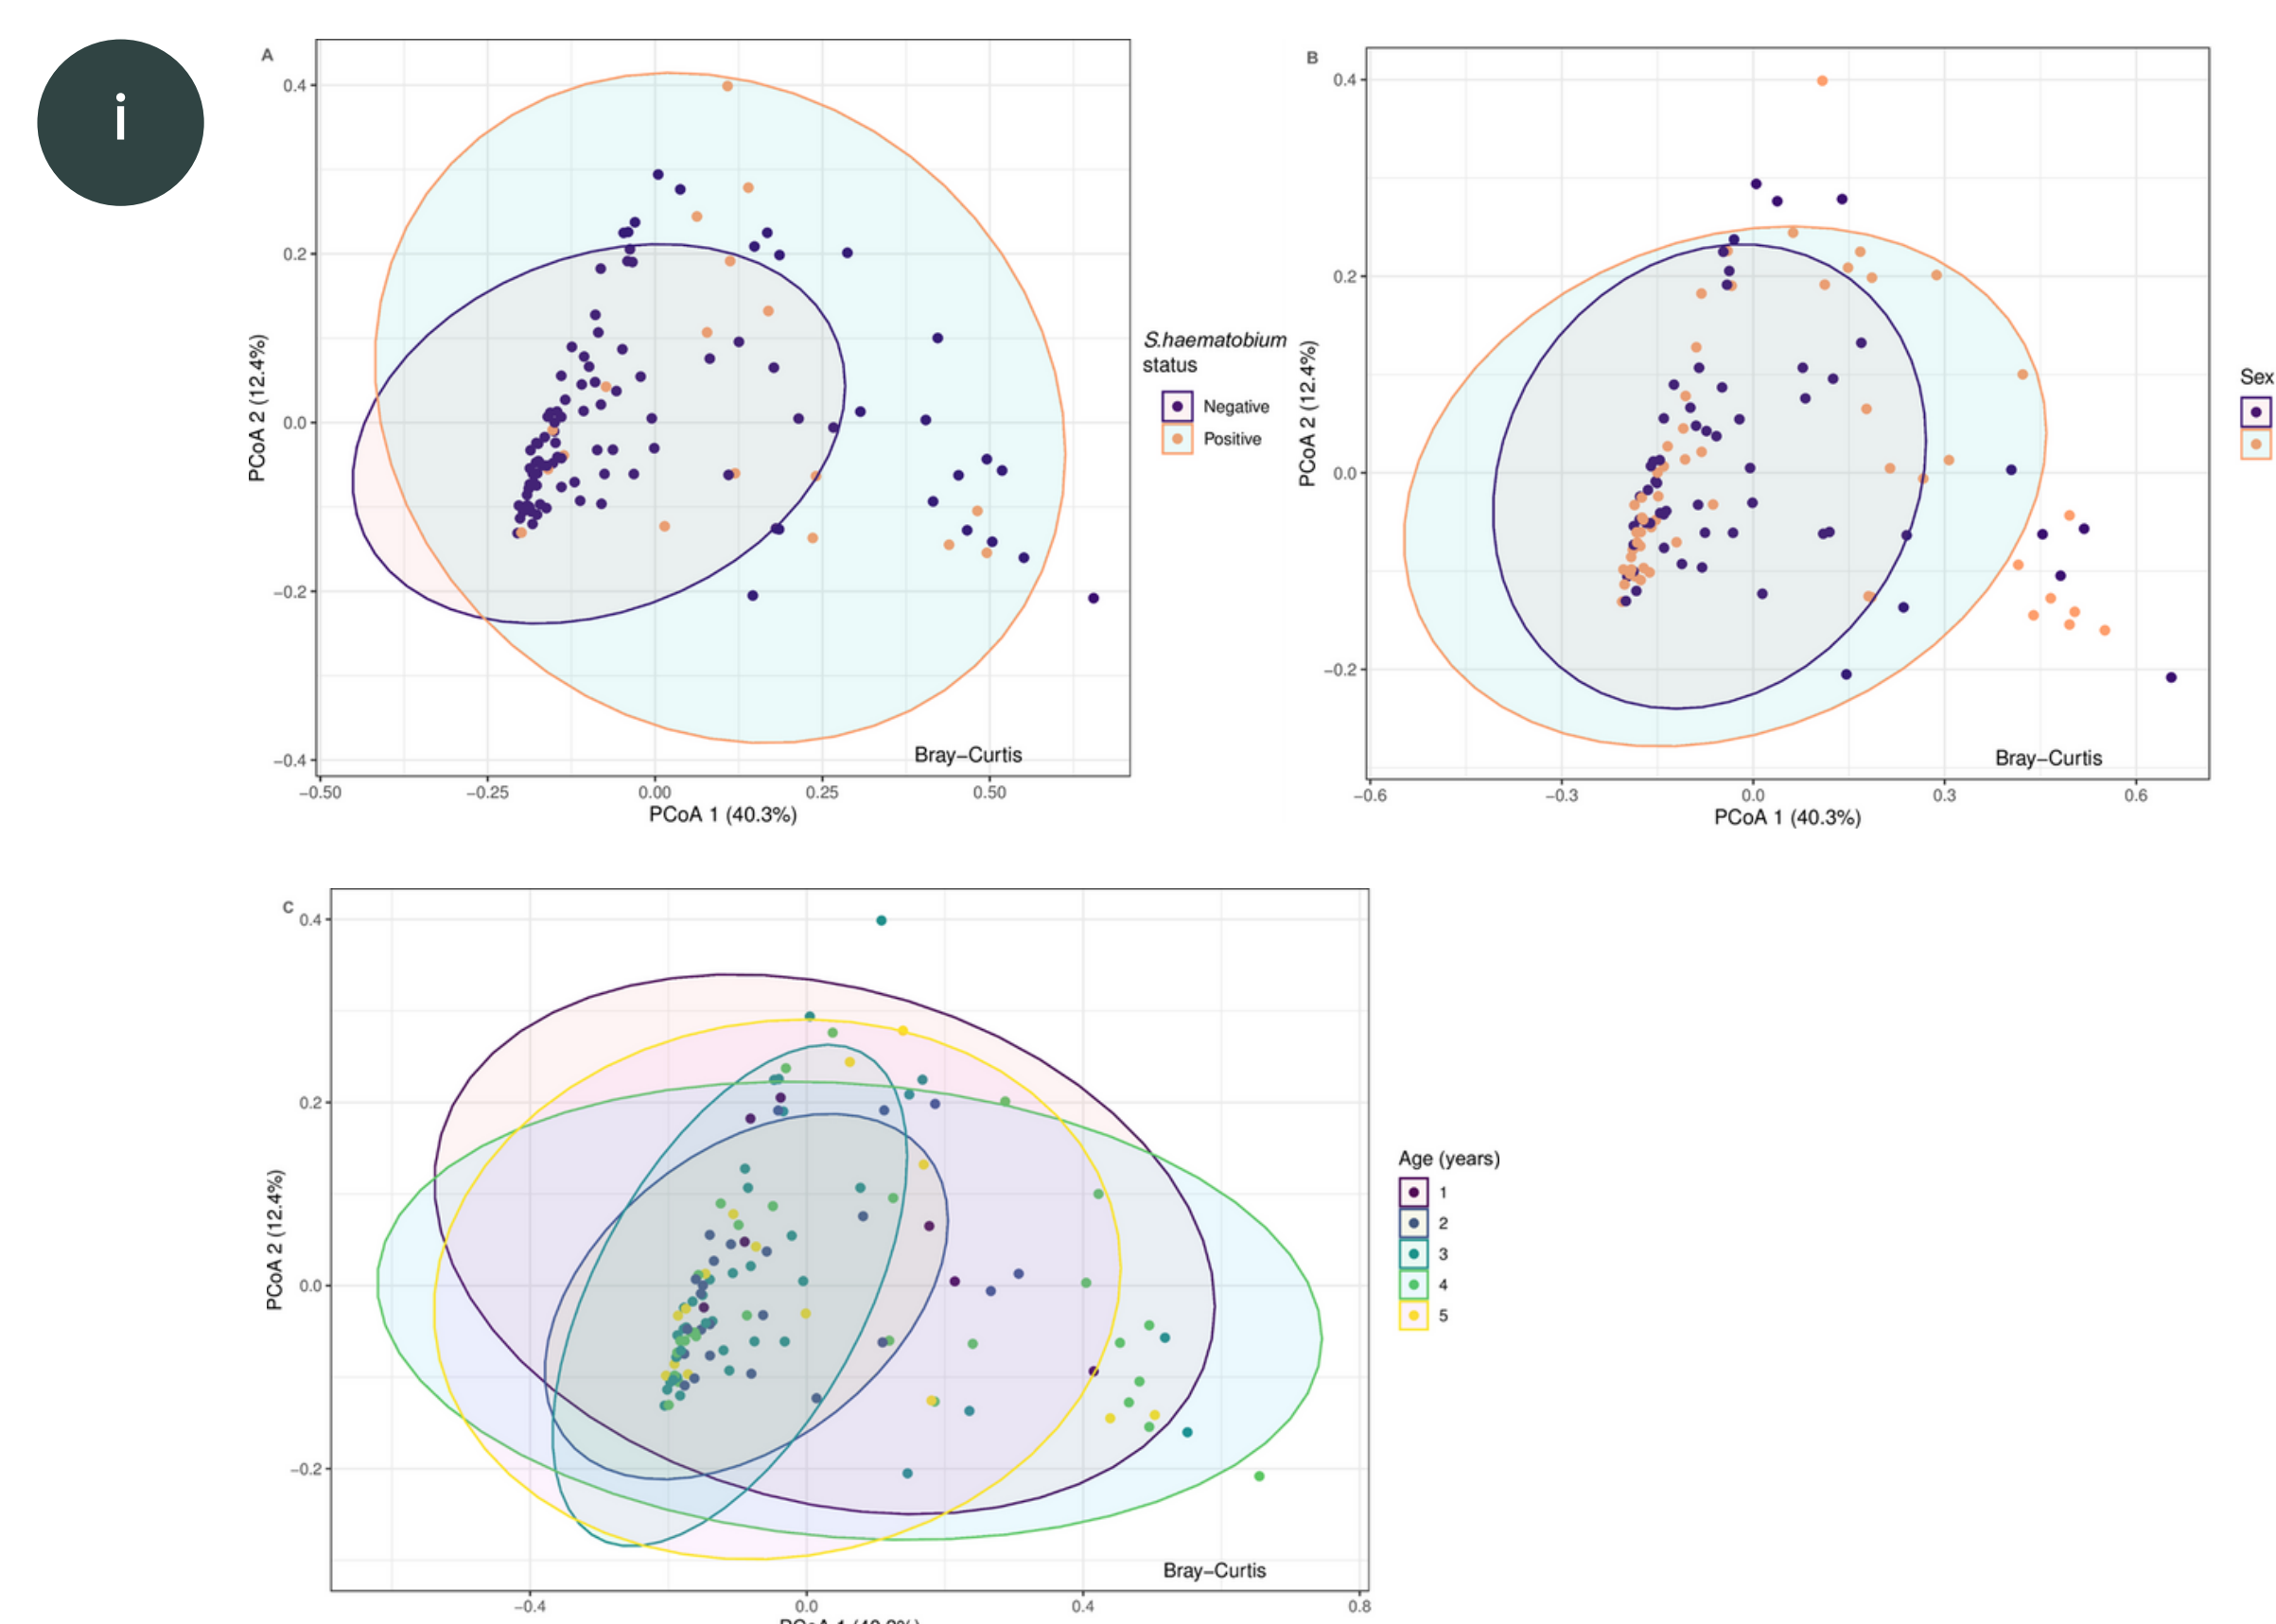 i
A
0.4
0.2
0.0
−0.2
−0.4
PCoA 2 (12.4%)
−0.50
−0.25
0.00
0.25
0.50
PCoA 1 (40.3%)
Bray−Curtis
S.haematobium
status
Negative
Positive
B
0.4
0.2
0.0
−0.2
PCoA 2 (12.4%)
−0.6
−0.3
0.0
0.3
0.6
PCoA 1 (40.3%)
Bray−Curtis
Sex
C
0.4
0.2
0.0
−0.2
PCoA 2 (12.4%)
−0.4
0.0
0.4
0.8
Bray−Curtis
Age (years)
1
2
3
4
5